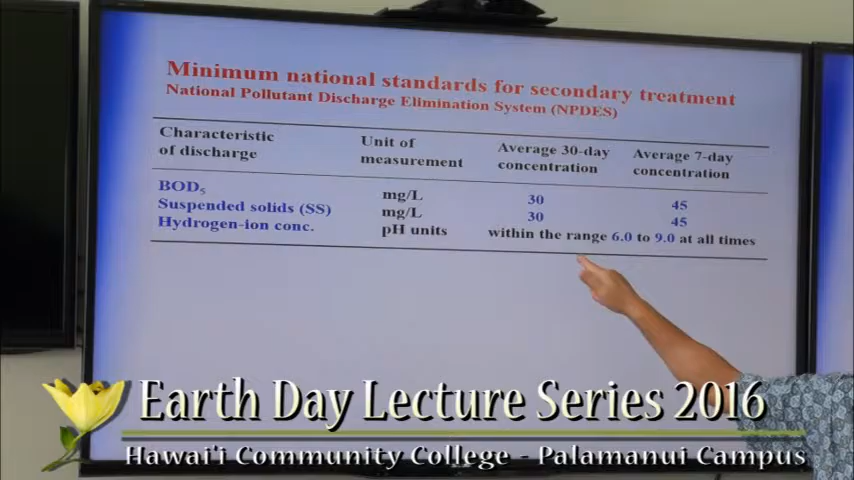 Minimum national standards for secondary treatment
National Pollutant Discharge Elimination System (NPDES)
Characteristic of discharge Unit of measurement Average 30-day concentration Average 7-day concentration
BOD₅ mg/L 30 45
Suspended solids (SS) mg/L 30 45
Hydrogen-ion conc. pH units within the range 6.0 to 9.0 at all times
Earth Day Lecture Series 2016
Hawai'i Community College - Palamanui Campus